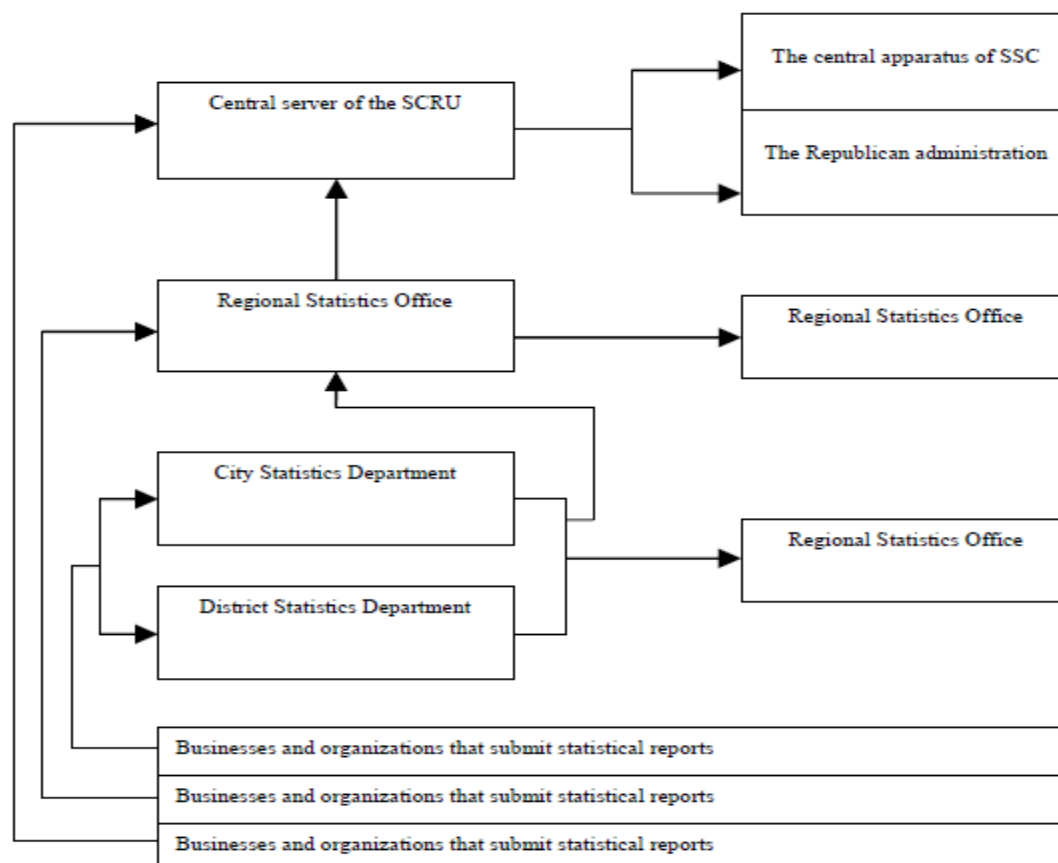 The central apparatus of SSC
Central server of the SCRU
The Republican administration
Regional Statistics Office
Regional Statistics Office
City Statistics Department
Regional Statistics Office
District Statistics Department
Businesses and organizations that submit statistical reports
Businesses and organizations that submit statistical reports
Businesses and organizations that submit statistical reports